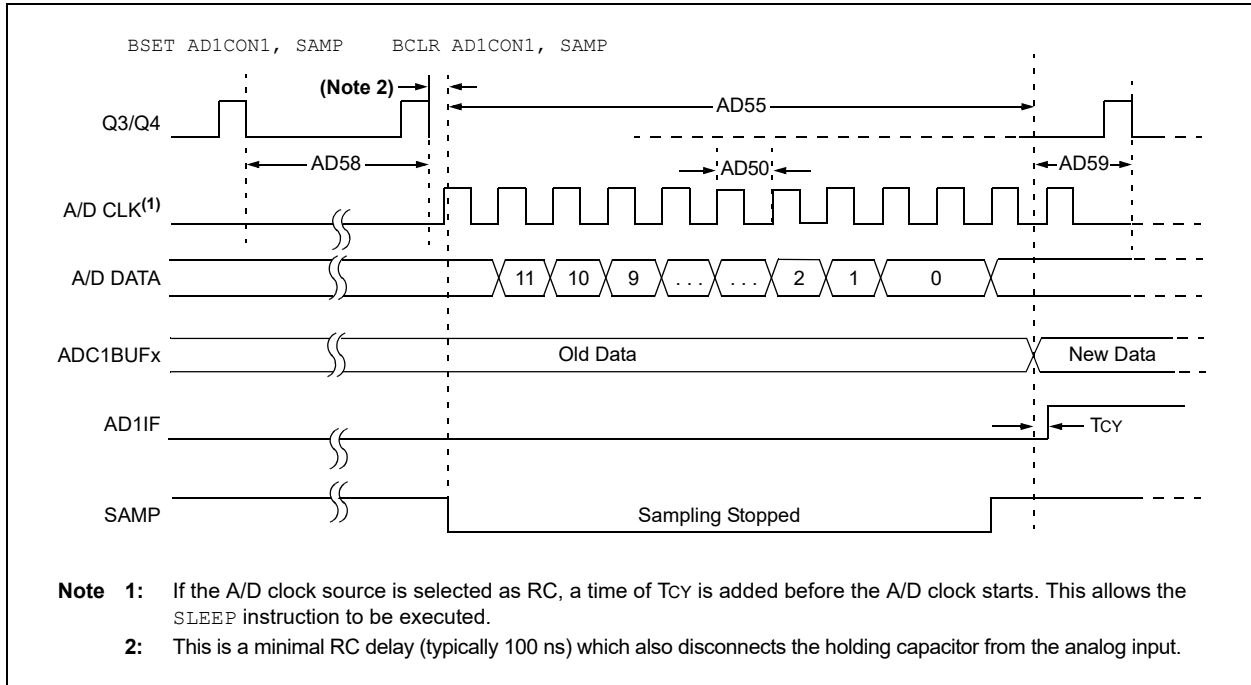 BSET AD1CON1, SAMP BCLR AD1CON1, SAMP
(Note 2)
AD55
Q3/Q4
AD58
AD50
AD59
A/D CLK(1)
A/D DATA
11 10 9 . . . . . . 2 1 0
ADC1BUFx
Old Data
New Data
AD1IF
TCY
SAMP
Sampling Stopped
Note 1: If the A/D clock source is selected as RC, a time of TCY is added before the A/D clock starts. This allows the
SLEEP instruction to be executed.
2: This is a minimal RC delay (typically 100 ns) which also disconnects the holding capacitor from the analog input.